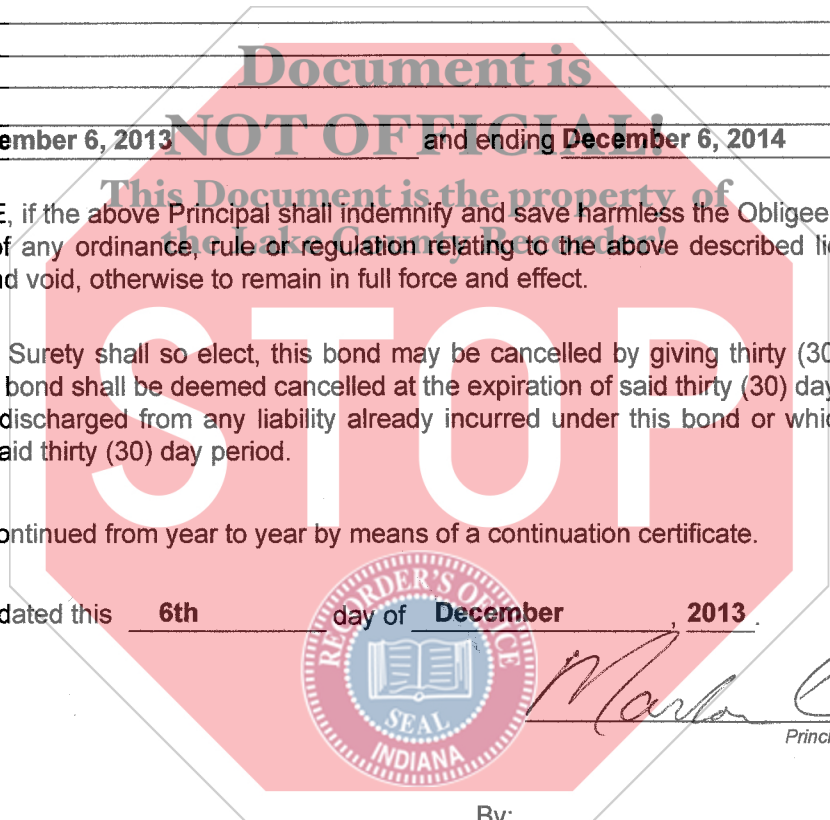 Document is
NOT OFFICIAL!
ember 6, 2013 and ending December 6, 2014
This Document is the property of
the Lake County Recorder!
E, if the above Principal shall indemnify and save harmless the Obligee
of any ordinance, rule or regulation relating to the above described lic
nd void, otherwise to remain in full force and effect.
STOP
Surety shall so elect, this bond may be cancelled by giving thirty (30
bond shall be deemed cancelled at the expiration of said thirty (30) day
discharged from any liability already incurred under this bond or whic
aid thirty (30) day period.
ontinued from year to year by means of a continuation certificate.
dated this 6th day of December, 2013.
RECORDER'S OFFICE
SEAL
INDIANA
Marlon C
Princi
By: